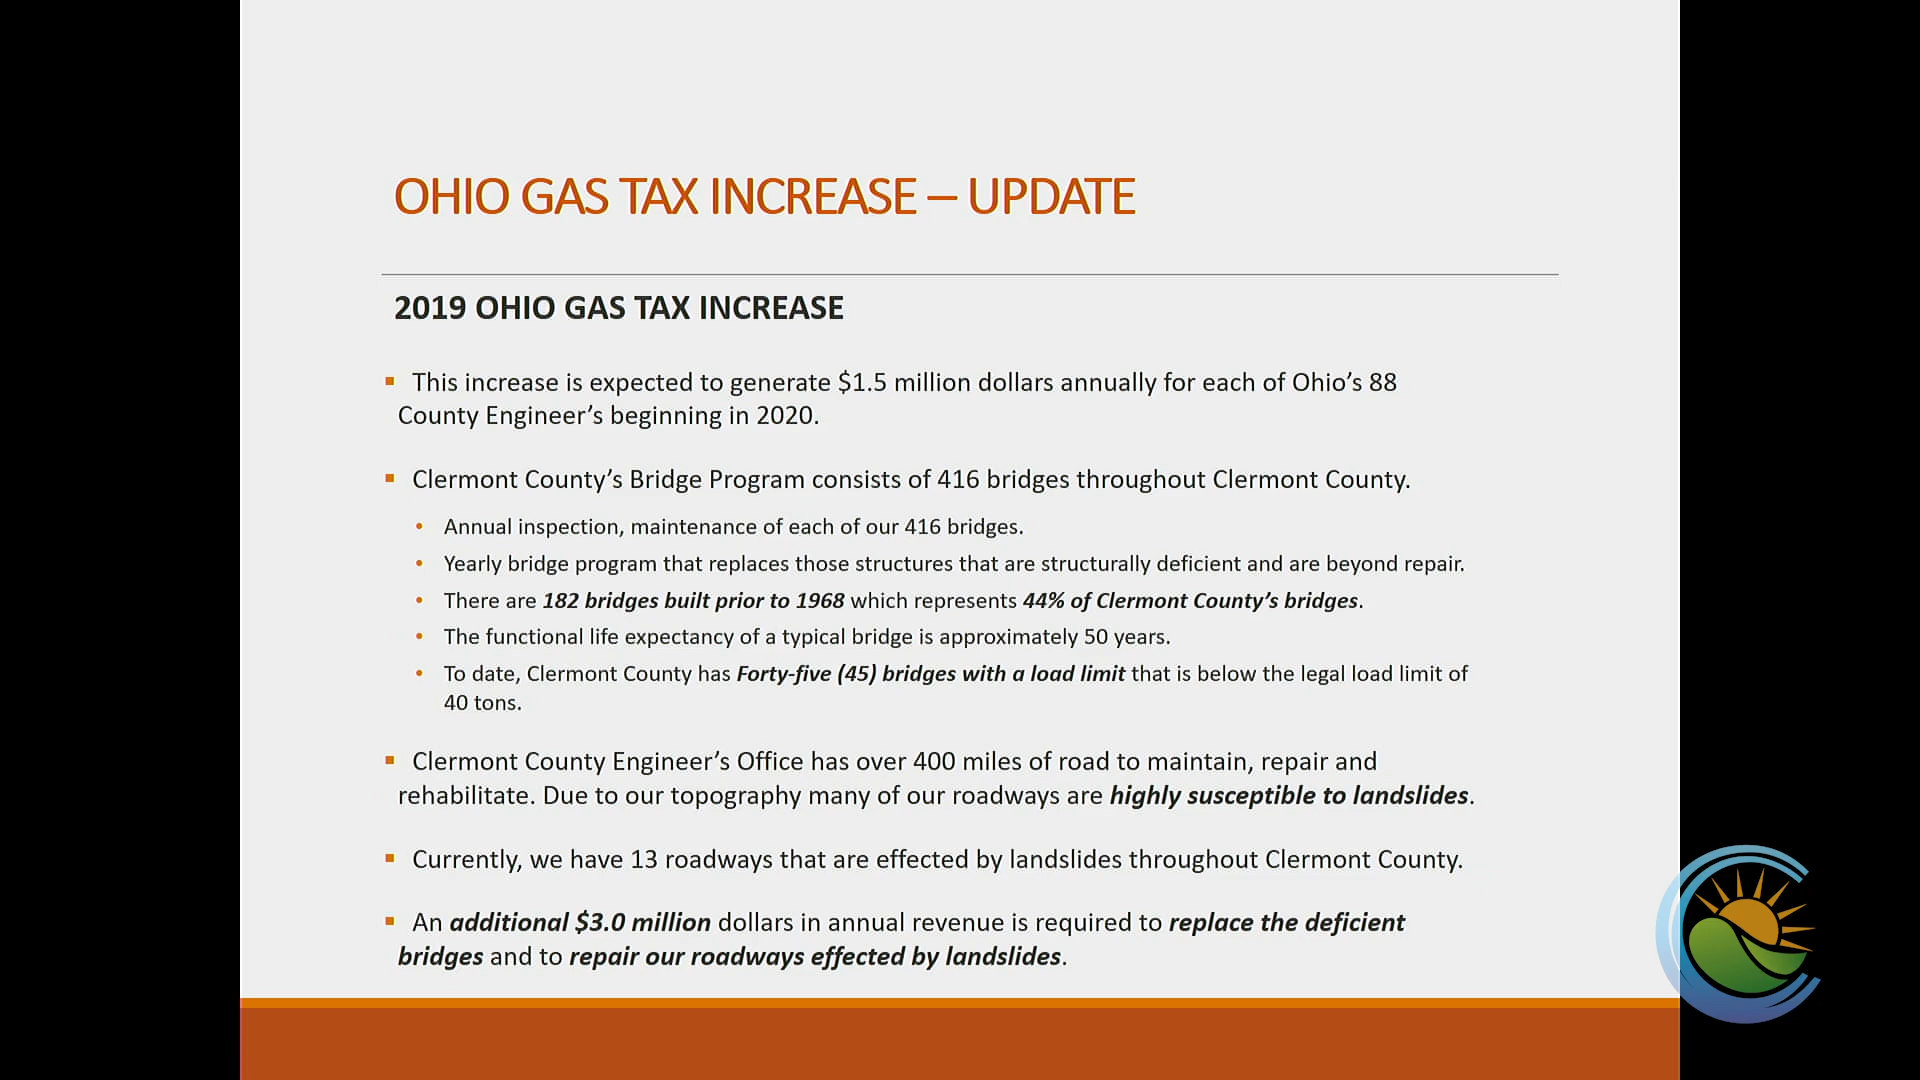 OHIO GAS TAX INCREASE – UPDATE
2019 OHIO GAS TAX INCREASE
▪ This increase is expected to generate $1.5 million dollars annually for each of Ohio’s 88
County Engineer’s beginning in 2020.
▪ Clermont County’s Bridge Program consists of 416 bridges throughout Clermont County.
• Annual inspection, maintenance of each of our 416 bridges.
• Yearly bridge program that replaces those structures that are structurally deficient and are beyond repair.
• There are 182 bridges built prior to 1968 which represents 44% of Clermont County’s bridges.
• The functional life expectancy of a typical bridge is approximately 50 years.
• To date, Clermont County has Forty-five (45) bridges with a load limit that is below the legal load limit of
40 tons.
▪ Clermont County Engineer’s Office has over 400 miles of road to maintain, repair and
rehabilitate. Due to our topography many of our roadways are highly susceptible to landslides.
▪ Currently, we have 13 roadways that are effected by landslides throughout Clermont County.
▪ An additional $3.0 million dollars in annual revenue is required to replace the deficient
bridges and to repair our roadways effected by landslides.